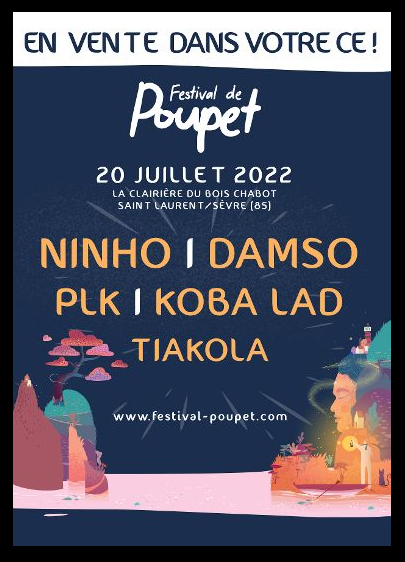 EN VENTE DANS VOTRE CE !
Festival de
Poupet
20 JUILLET 2022
LA CLAIRIÈRE DU BOIS CHABOT
SAINT LAURENT/SÈVRE (85)
NINHO | DAMSO
PLK | KOBA LAD
TIAKOLA
www.festival-poupet.com